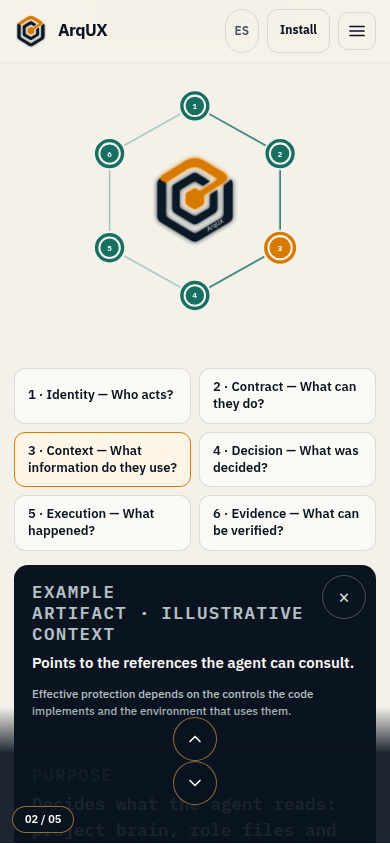 ArqUX
ES
Install
1
2
3
4
5
6
ArqUX
1 · Identity — Who acts?
2 · Contract — What can
they do?
3 · Context — What
information do they use?
4 · Decision — What was
decided?
5 · Execution — What
happened?
6 · Evidence — What can
be verified?
EXAMPLE
ARTIFACT · ILLUSTRATIVE
CONTEXT
×
Points to the references the agent can consult.
Effective protection depends on the controls the code
implements and the environment that uses them.
PURPOSE
Decides what the agent reads:
project brain, role files and
02 / 05